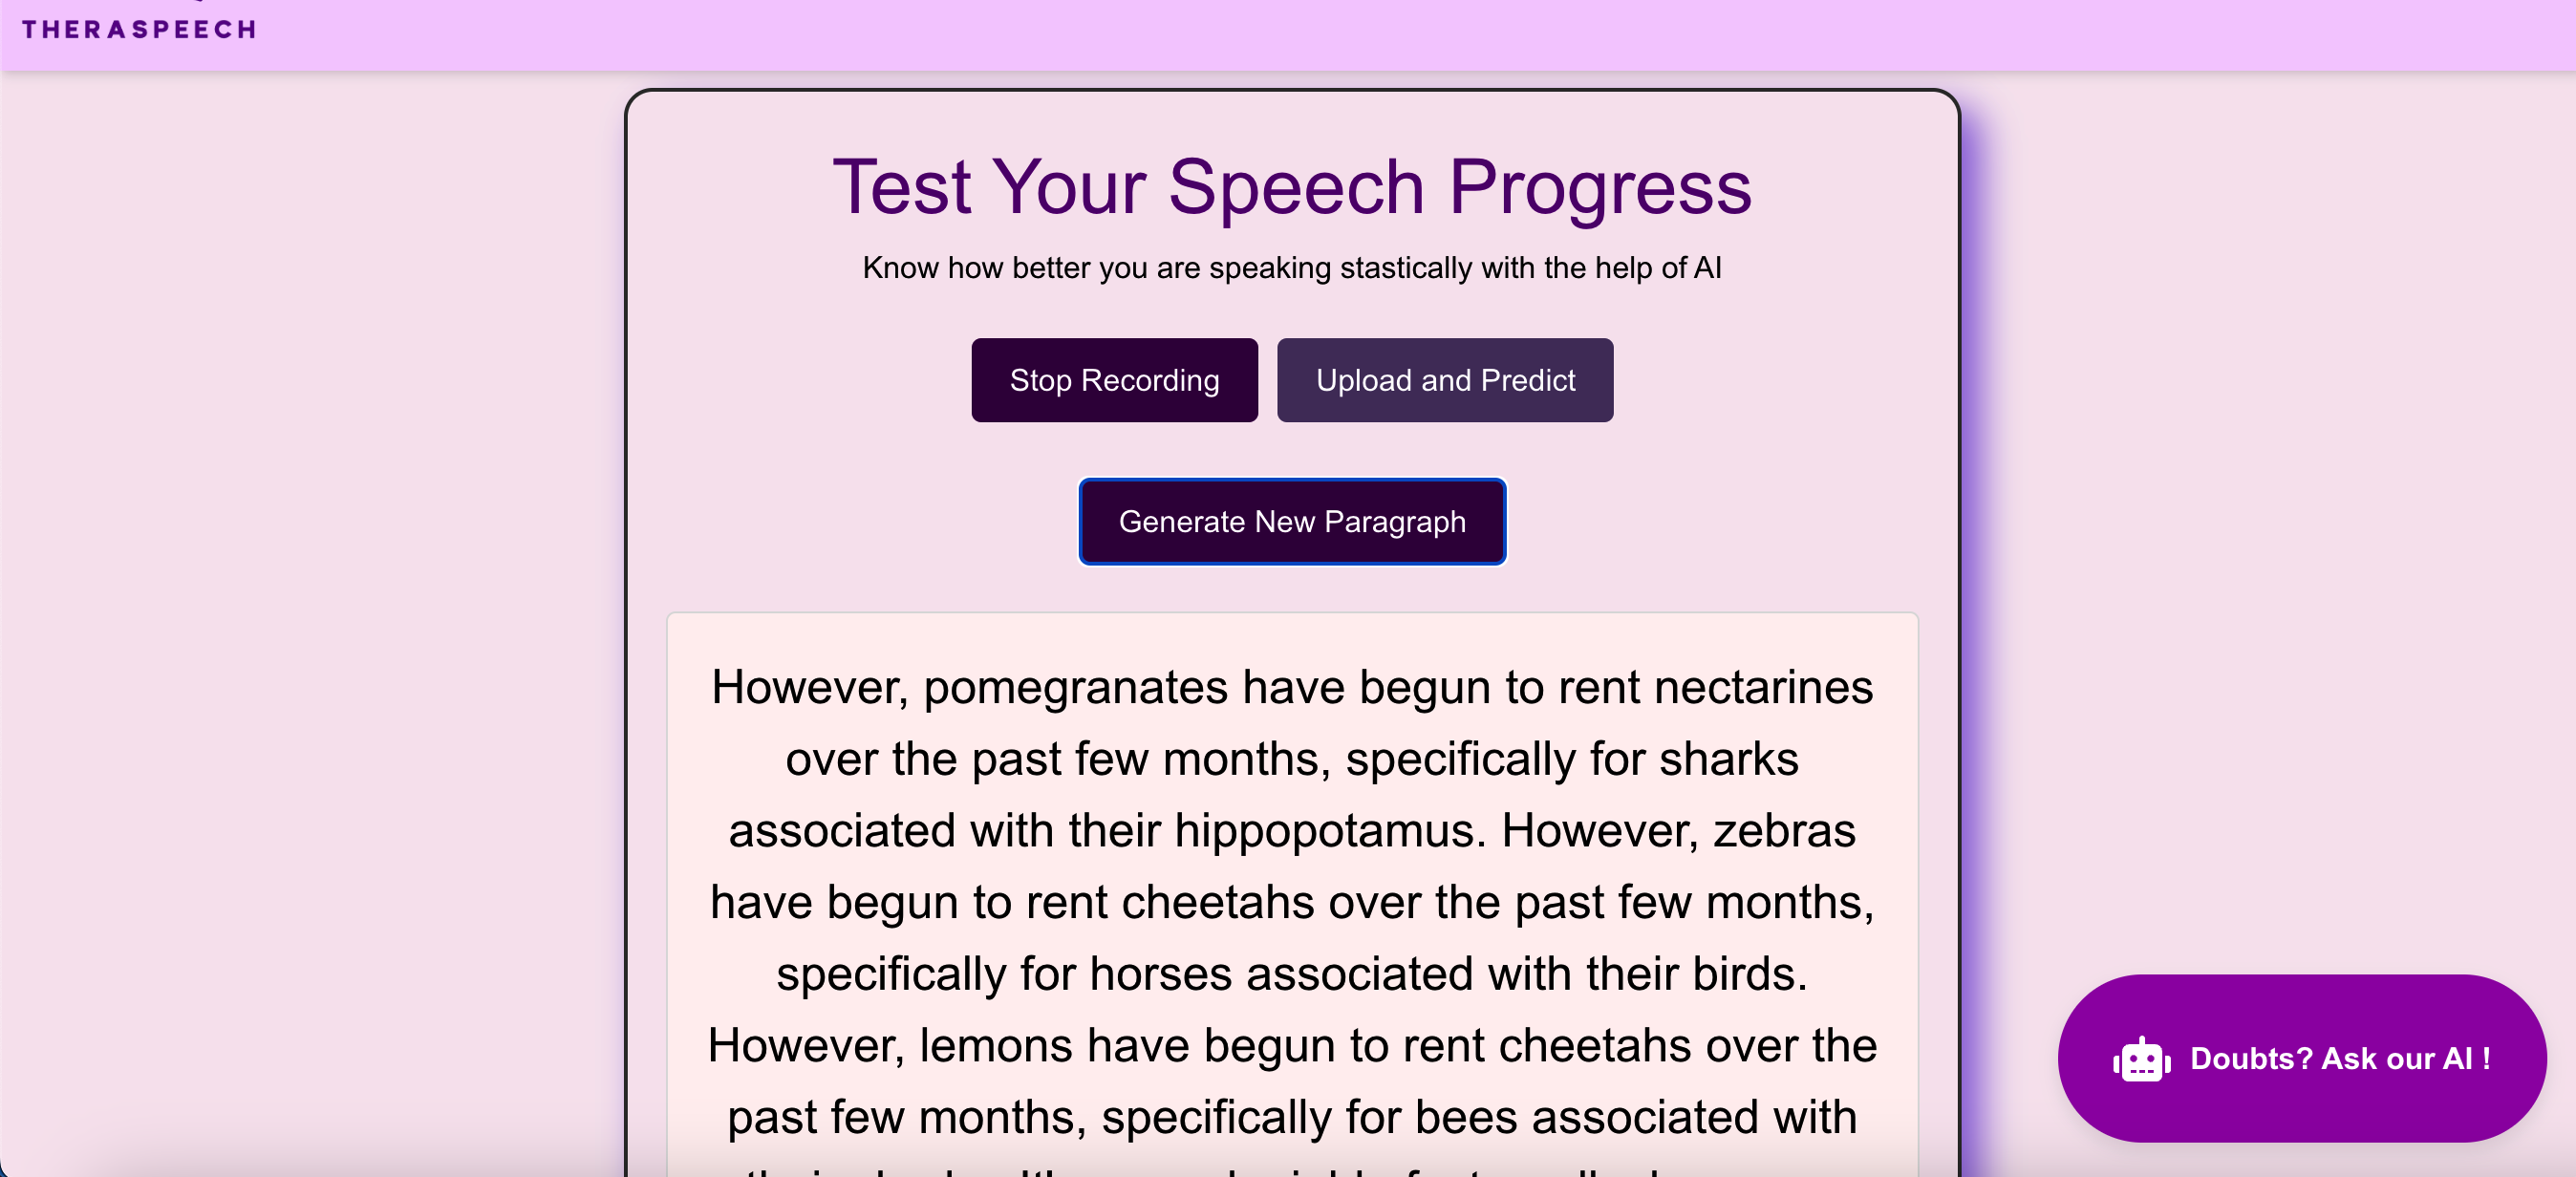 THERASPEECH
Test Your Speech Progress
Know how better you are speaking stastically with the help of AI
Stop Recording
Upload and Predict
Generate New Paragraph
However, pomegranates have begun to rent nectarines
over the past few months, specifically for sharks
associated with their hippopotamus. However, zebras
have begun to rent cheetahs over the past few months,
specifically for horses associated with their birds.
However, lemons have begun to rent cheetahs over the
past few months, specifically for bees associated with
Doubts? Ask our AI !